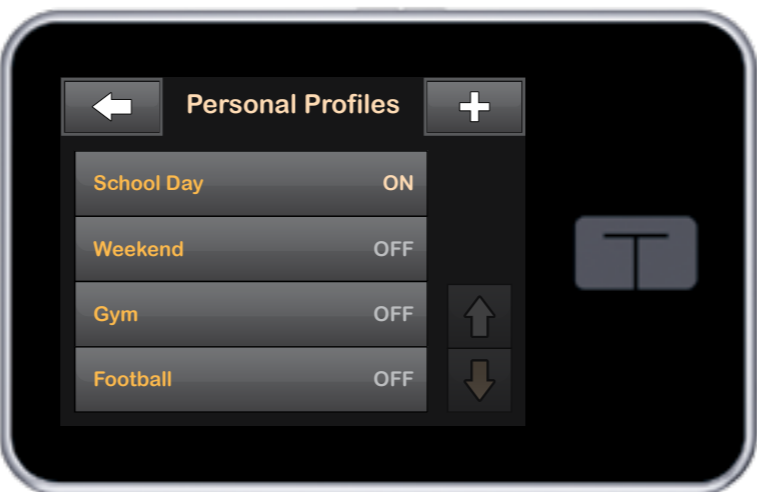 Personal Profiles
School Day ON
Weekend OFF
Gym OFF
Football OFF